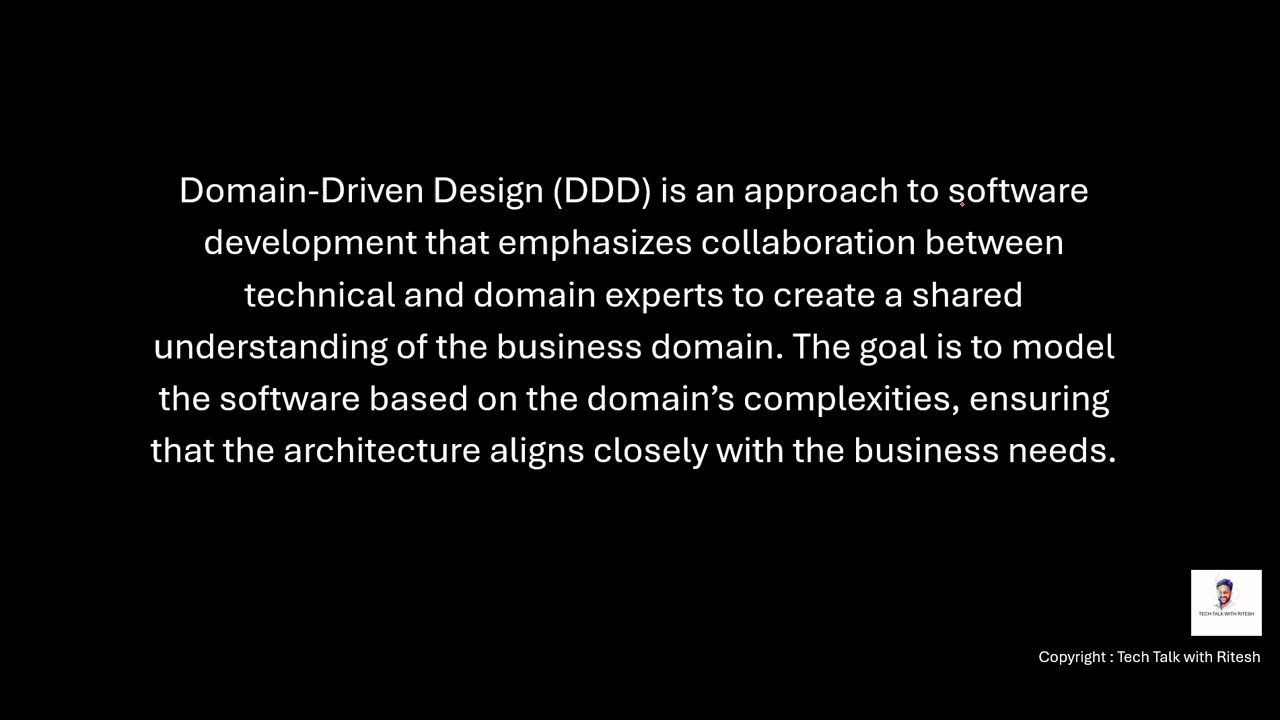 Domain-Driven Design (DDD) is an approach to software
development that emphasizes collaboration between
technical and domain experts to create a shared
understanding of the business domain. The goal is to model
the software based on the domain’s complexities, ensuring
that the architecture aligns closely with the business needs.
TECH TALK WITH RITESH
Copyright : Tech Talk with Ritesh